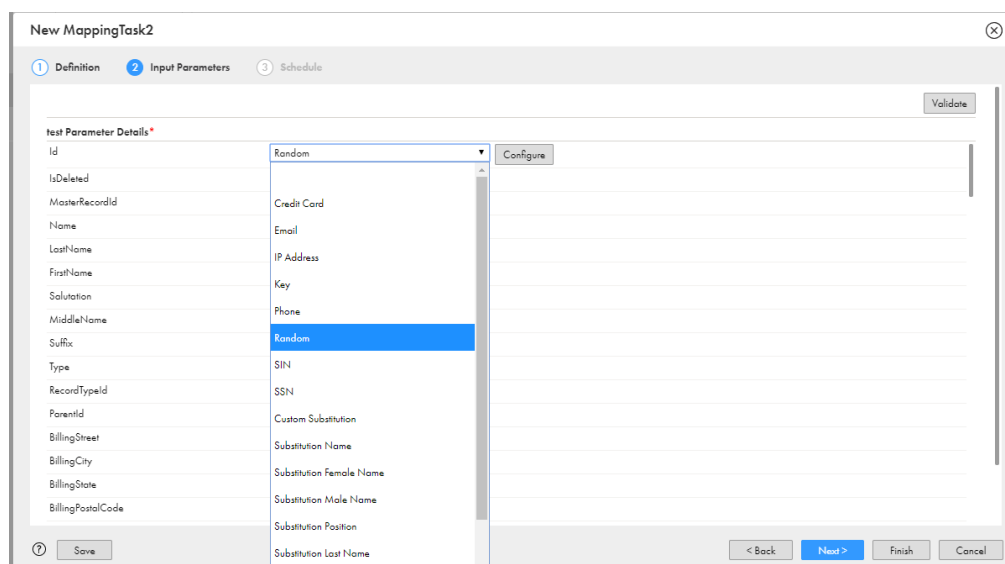 New MappingTask2
1 Definition 2 Input Parameters 3 Schedule
Validate
test Parameter Details*
Id Random Configure
IsDeleted
MasterRecordId
Credit Card
Name
Email
LastName
IP Address
FirstName
Key
Salutation
Phone
MiddleName
Random
Suffix
SIN
Type
SSN
RecordTypeId
Custom Substitution
ParentId
BillingStreet
Substitution Name
BillingCity
Substitution Female Name
BillingState
Substitution Male Name
BillingPostalCode
Substitution Position
? Save < Back Next > Finish Cancel
Substitution Last Name